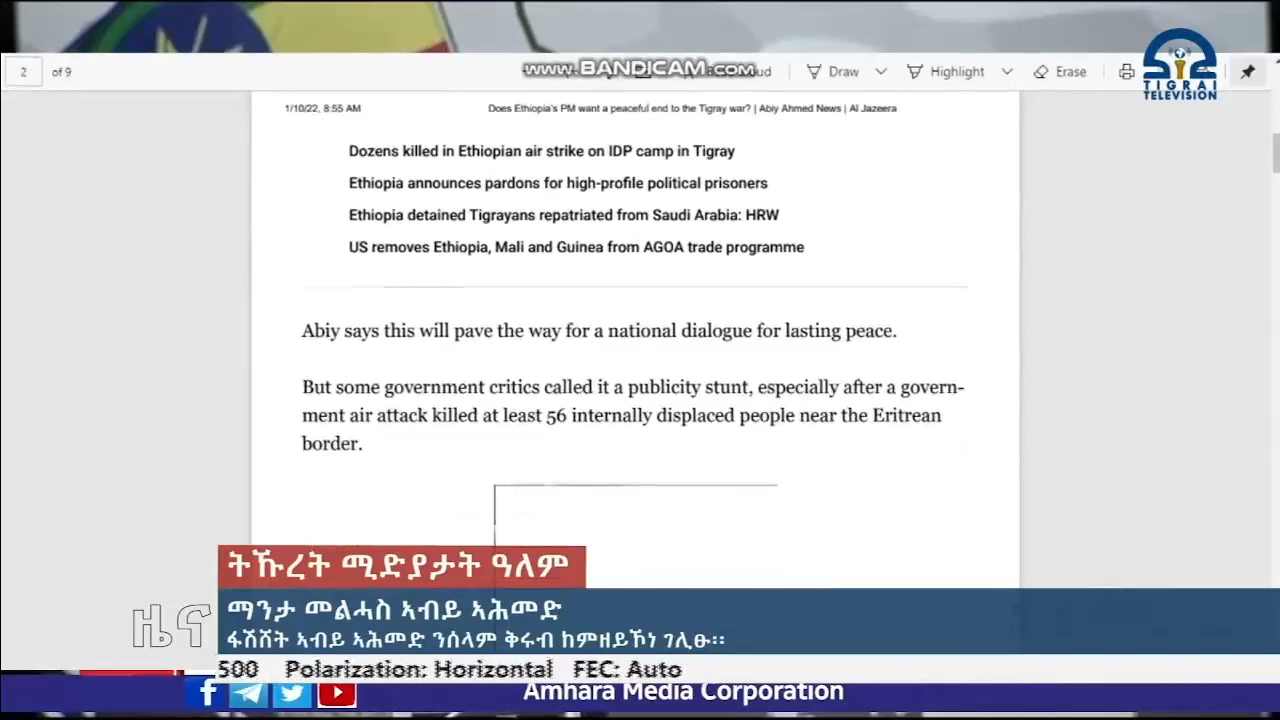 2 of 9
www.BANDICAM.com
Draw
Highlight
Erase
TIGRAI
TELEVISION
1/10/22, 8:55 AM
Does Ethiopia's PM want a peaceful end to the Tigray war? | Abiy Ahmed News | Al Jazeera
Dozens killed in Ethiopian air strike on IDP camp in Tigray
Ethiopia announces pardons for high-profile political prisoners
Ethiopia detained Tigrayans repatriated from Saudi Arabia: HRW
US removes Ethiopia, Mali and Guinea from AGOA trade programme
Abiy says this will pave the way for a national dialogue for lasting peace.
But some government critics called it a publicity stunt, especially after a govern-
ment air attack killed at least 56 internally displaced people near the Eritrean
border.
ትዅረት ሚድያታት ዓለም
ዜና
ማንታ መልሓስ ኣብይ ኣሕመድ
ፋሽሽት ኣብይ ኣሕመድ ንሰላም ቅሩብ ከምዘይኾነ ገሊፁ፡፡
500 Polarization: Horizontal FEC: Auto
Amhara Media Corporation